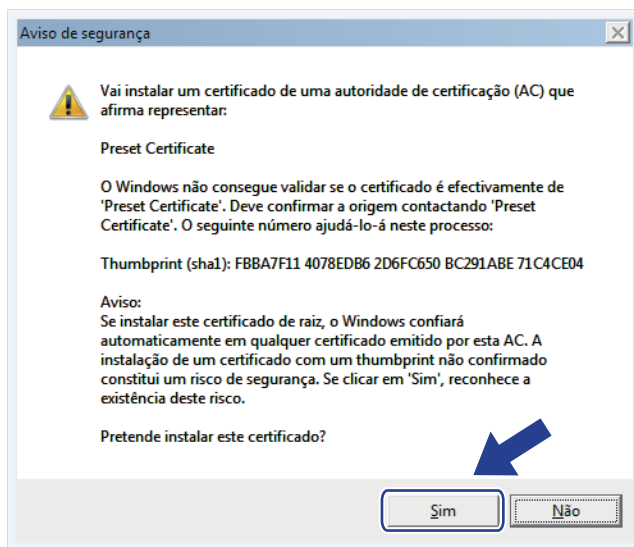 Aviso de segurança
Vai instalar um certificado de uma autoridade de certificação (AC) que
afirma representar:
Preset Certificate
O Windows não consegue validar se o certificado é efectivamente de
'Preset Certificate'. Deve confirmar a origem contactando 'Preset
Certificate'. O seguinte número ajudá-lo-á neste processo:
Thumbprint (sha1): FBBA7F11 4078EDB6 2D6FC650 BC291ABE 71C4CE04
Aviso:
Se instalar este certificado de raiz, o Windows confiará
automaticamente em qualquer certificado emitido por esta AC. A
instalação de um certificado com um thumbprint não confirmado
constitui um risco de segurança. Se clicar em 'Sim', reconhece a
existência deste risco.
Pretende instalar este certificado?
Sim
Não